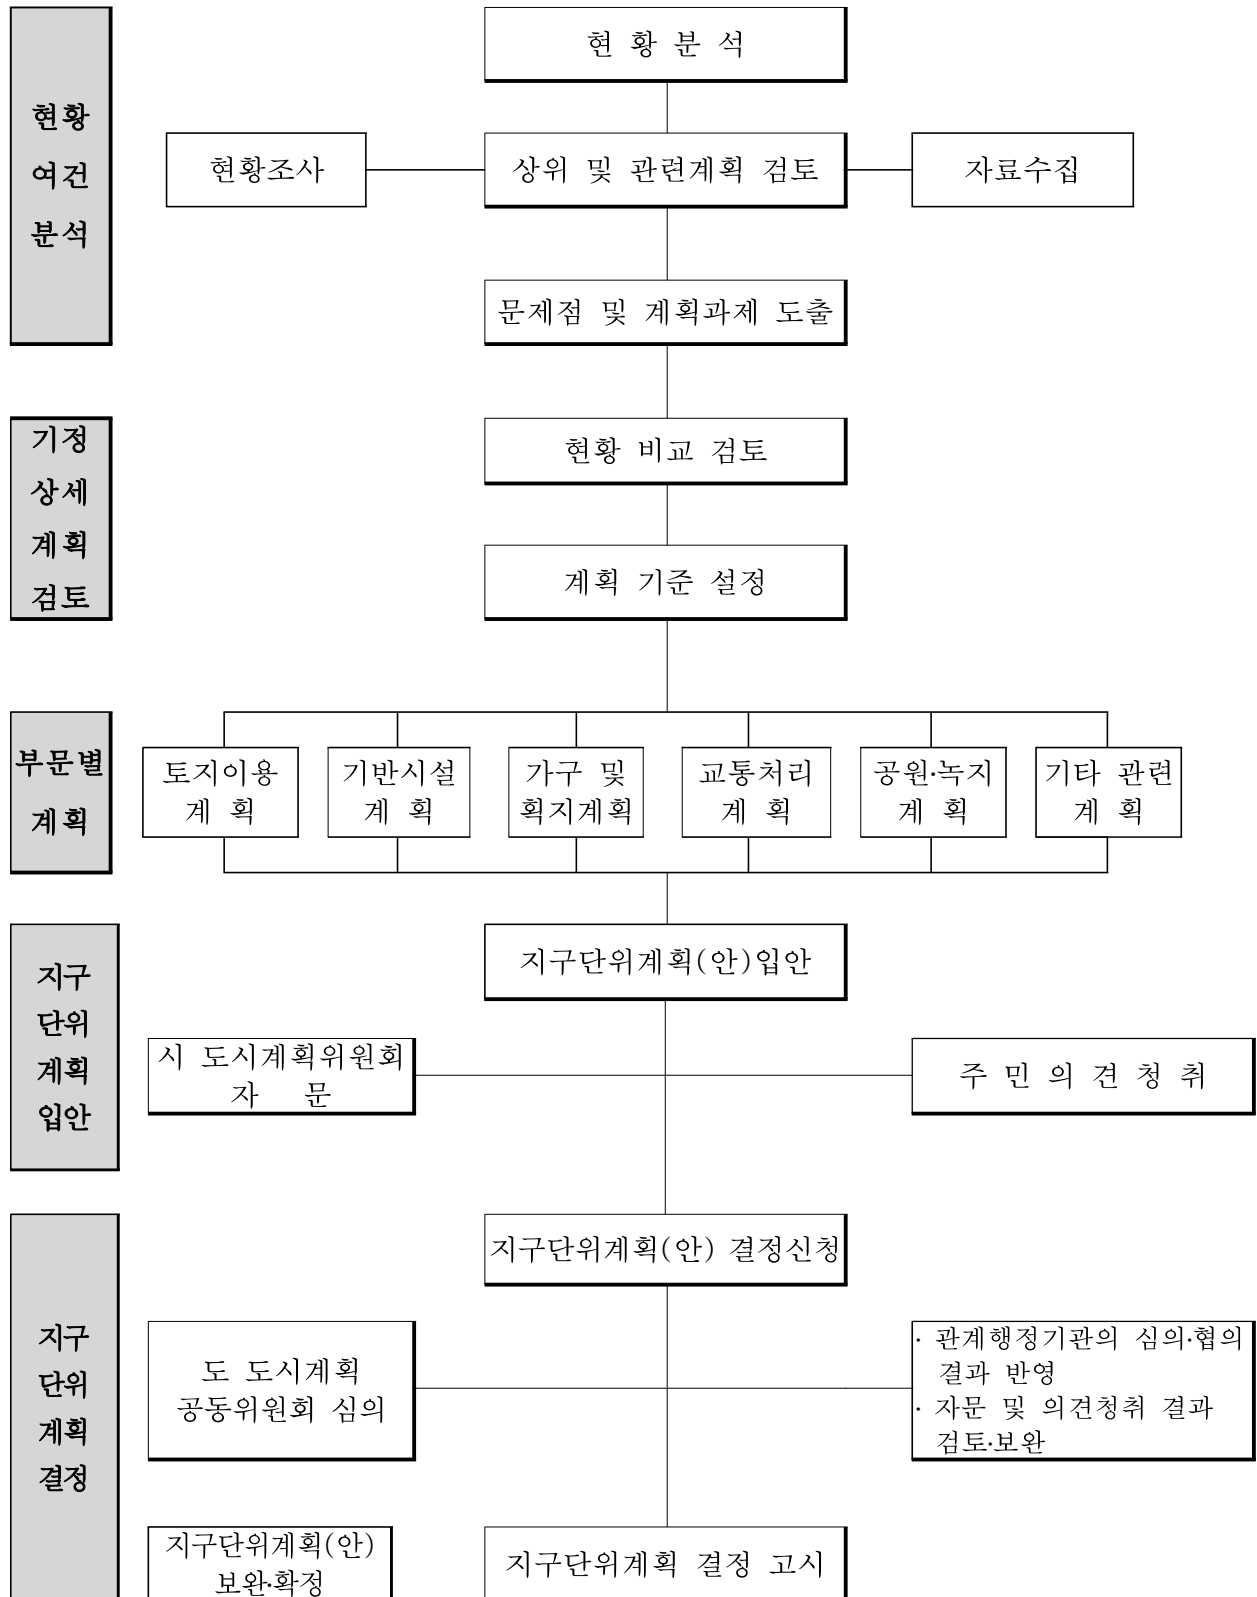 현황
여건
분석
현 황 분 석
현황조사
상위 및 관련계획 검토
자료수집
문제점 및 계획과제 도출
기정
상세
계획
검토
현황 비교 검토
계획 기준 설정
부문별
계획
토지이용
계 획
기반시설
계 획
가구 및
획지계획
교통처리
계 획
공원·녹지
계 획
기타 관련
계 획
지구
단위
계획
입안
지구단위계획(안)입안
시 도시계획위원회
자 문
주 민 의 견 청 취
지구
단위
계획
결정
지구단위계획(안) 결정신청
도 도시계획
공동위원회 심의
· 관계행정기관의 심의·협의
결과 반영
· 자문 및 의견청취 결과
검토·보완
지구단위계획(안)
보완·확정
지구단위계획 결정 고시